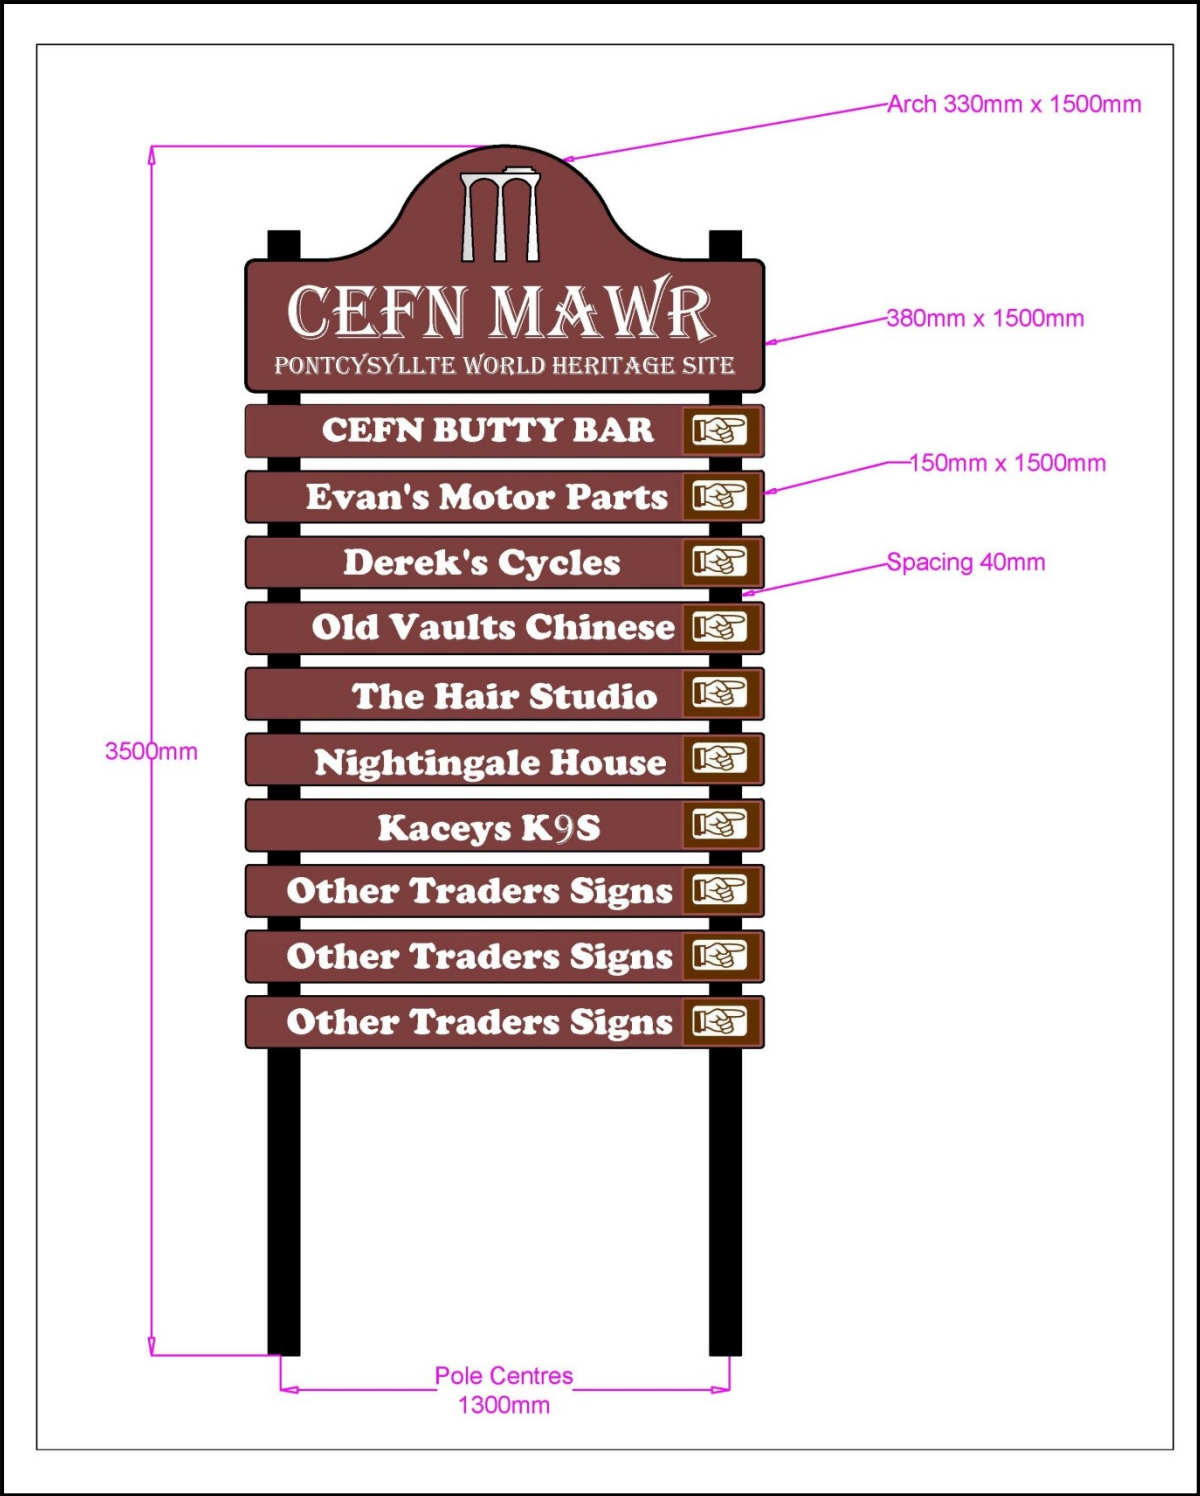 Arch 330mm x 1500mm
CEFN MAWR
PONTCYSYLLTE WORLD HERITAGE SITE
380mm x 1500mm
CEFN BUTTY BAR
Evan's Motor Parts
150mm x 1500mm
Derek's Cycles
Spacing 40mm
Old Vaults Chinese
The Hair Studio
3500mm
Nightingale House
Kaceys K9S
Other Traders Signs
Other Traders Signs
Other Traders Signs
Pole Centres
1300mm